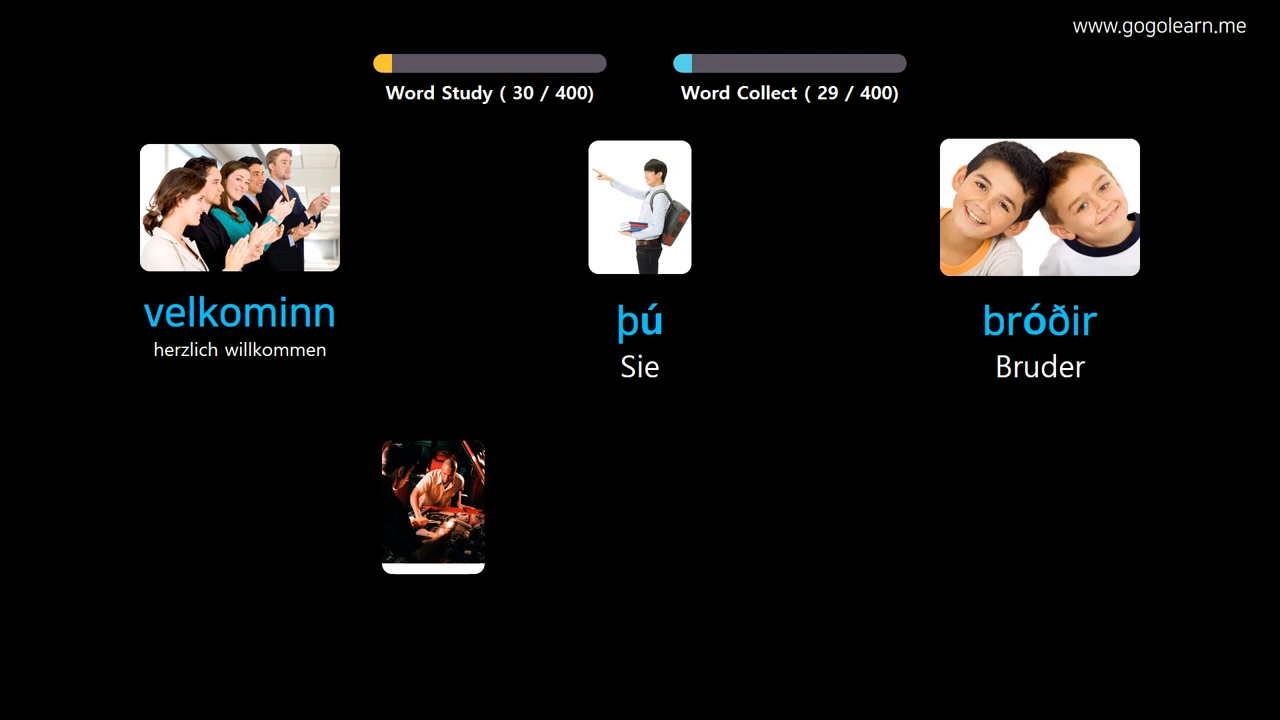 www.gogolearn.me
Word Study ( 30 / 400)
Word Collect ( 29 / 400)
velkominn
herzlich willkommen
þú
Sie
bróðir
Bruder